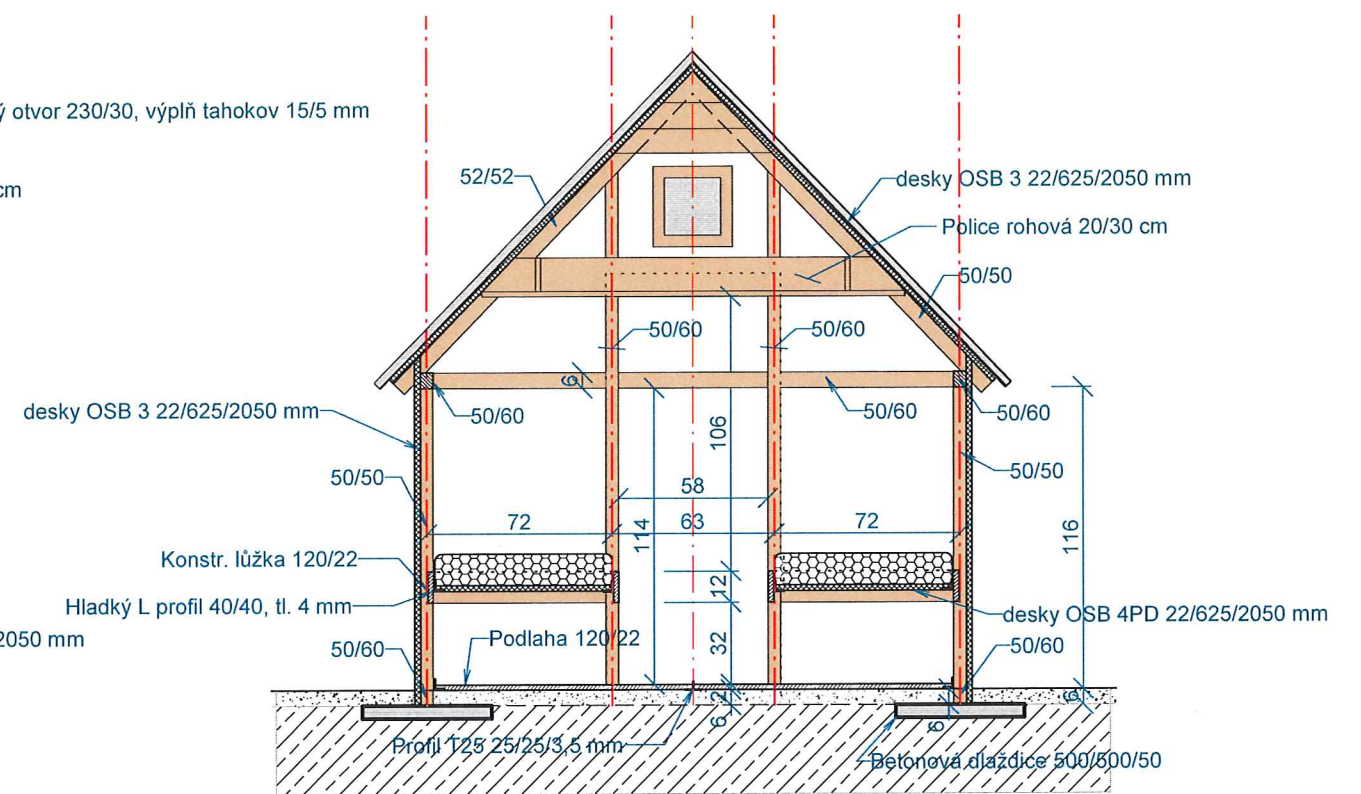 ý otvor 230/30, výplň tahokov 15/5 mm
52/52
desky OSB 3 22/625/2050 mm
cm
Police rohová 20/30 cm
50/50
50/60
50/60
6
desky OSB 3 22/625/2050 mm
50/60
50/60
50/60
106
50/50
50/50
58
72
63
72
114
116
Konstr. lůžka 120/22
12
Hladký L profil 40/40, tl. 4 mm
desky OSB 4PD 22/625/2050 mm
2050 mm
Podlaha 120/22
32
50/60
50/60
2
6
6
6
Profil T25 25/25/3,5 mm
Betonová dlaždice 500/500/50